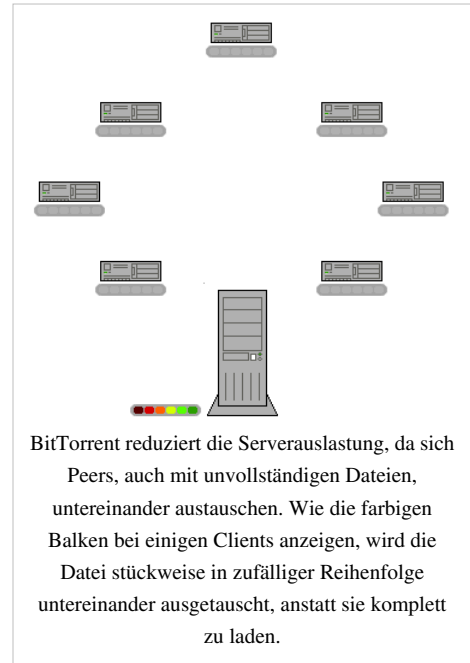 BitTorrent reduziert die Serverauslastung, da sich
Peers, auch mit unvollständigen Dateien,
untereinander austauschen. Wie die farbigen
Balken bei einigen Clients anzeigen, wird die
Datei stückweise in zufälliger Reihenfolge
untereinander ausgetauscht, anstatt sie komplett
zu laden.